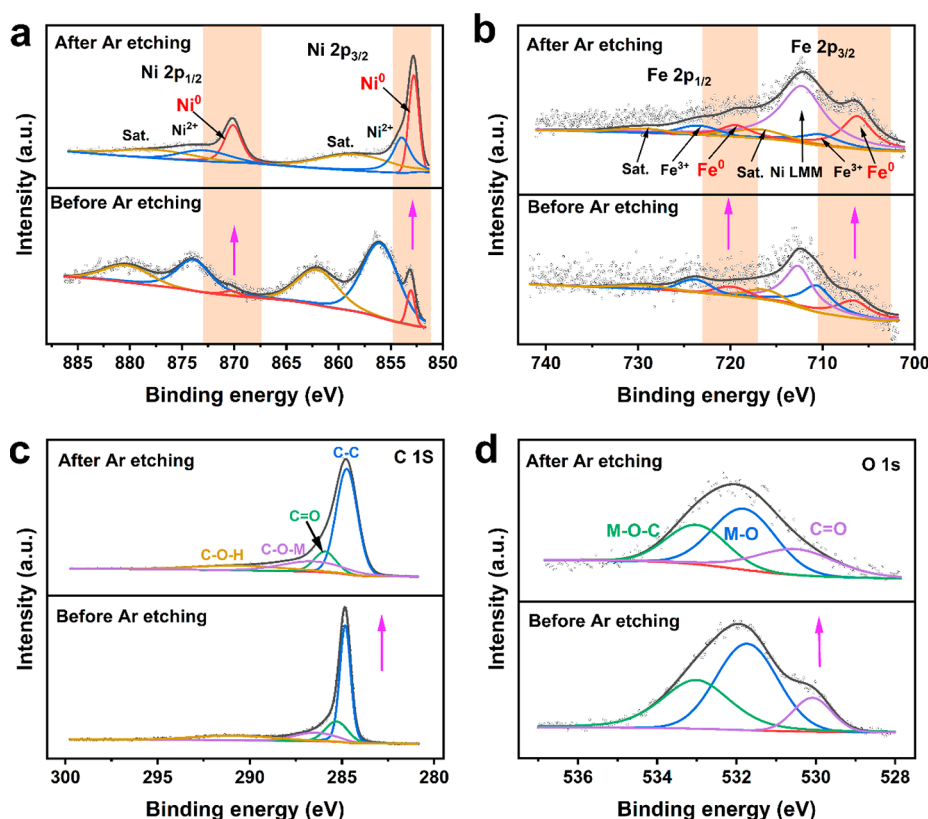 a
After Ar etching
Ni 2p3/2
Ni 2p1/2
Ni0
Ni0
Sat.
Ni2+
Sat.
Ni2+
Before Ar etching
Intensity (a.u.)
885 880 875 870 865 860 855 850
Binding energy (eV)
b
After Ar etching
Fe 2p3/2
Fe 2p1/2
Sat. Fe3+ Fe0 Sat. Ni LMM Fe3+ Fe0
Before Ar etching
Intensity (a.u.)
740 730 720 710 700
Binding energy (eV)
c
After Ar etching
C 1S
C-C
C=O
C-O-M
C-O-H
Before Ar etching
Intensity (a.u.)
300 295 290 285 280
Binding energy (eV)
d
After Ar etching
O 1s
M-O-C
M-O
C=O
Before Ar etching
Intensity (a.u.)
536 534 532 530 528
Binding energy (eV)